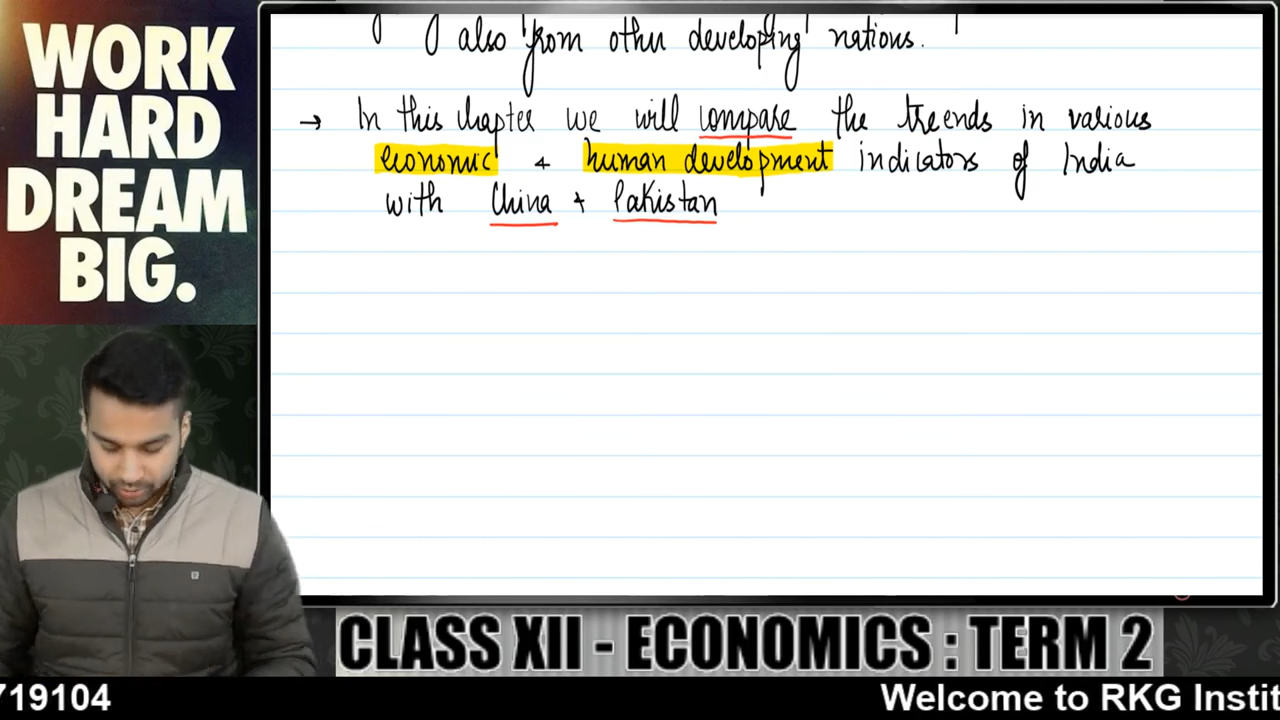 WORK
HARD
DREAM
BIG.
also from other developing nations.
→ In this chapter we will compare the treends in various
economic + human development indicators of India
with China + Pakistan
CLASS XII - ECONOMICS : TERM 2
719104 Welcome to RKG Instit